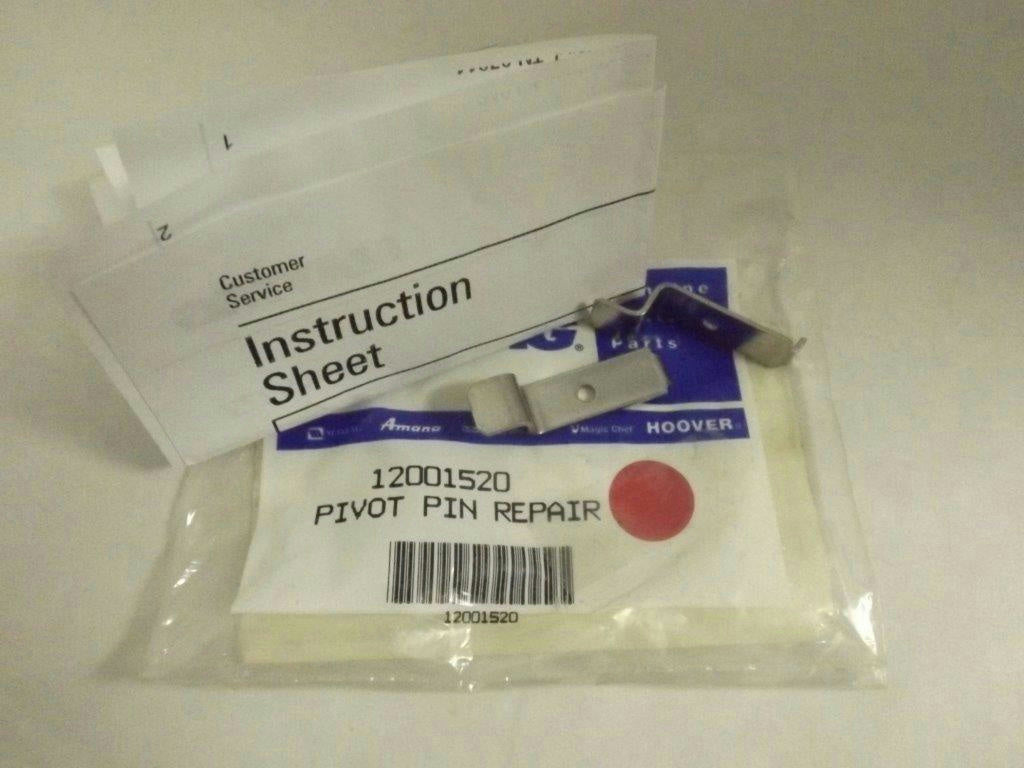 1
2
Customer
Service
Instruction
Sheet
Parts
Amana
Magic Chef
HOOVER
12001520
PIVOT PIN REPAIR
12001520